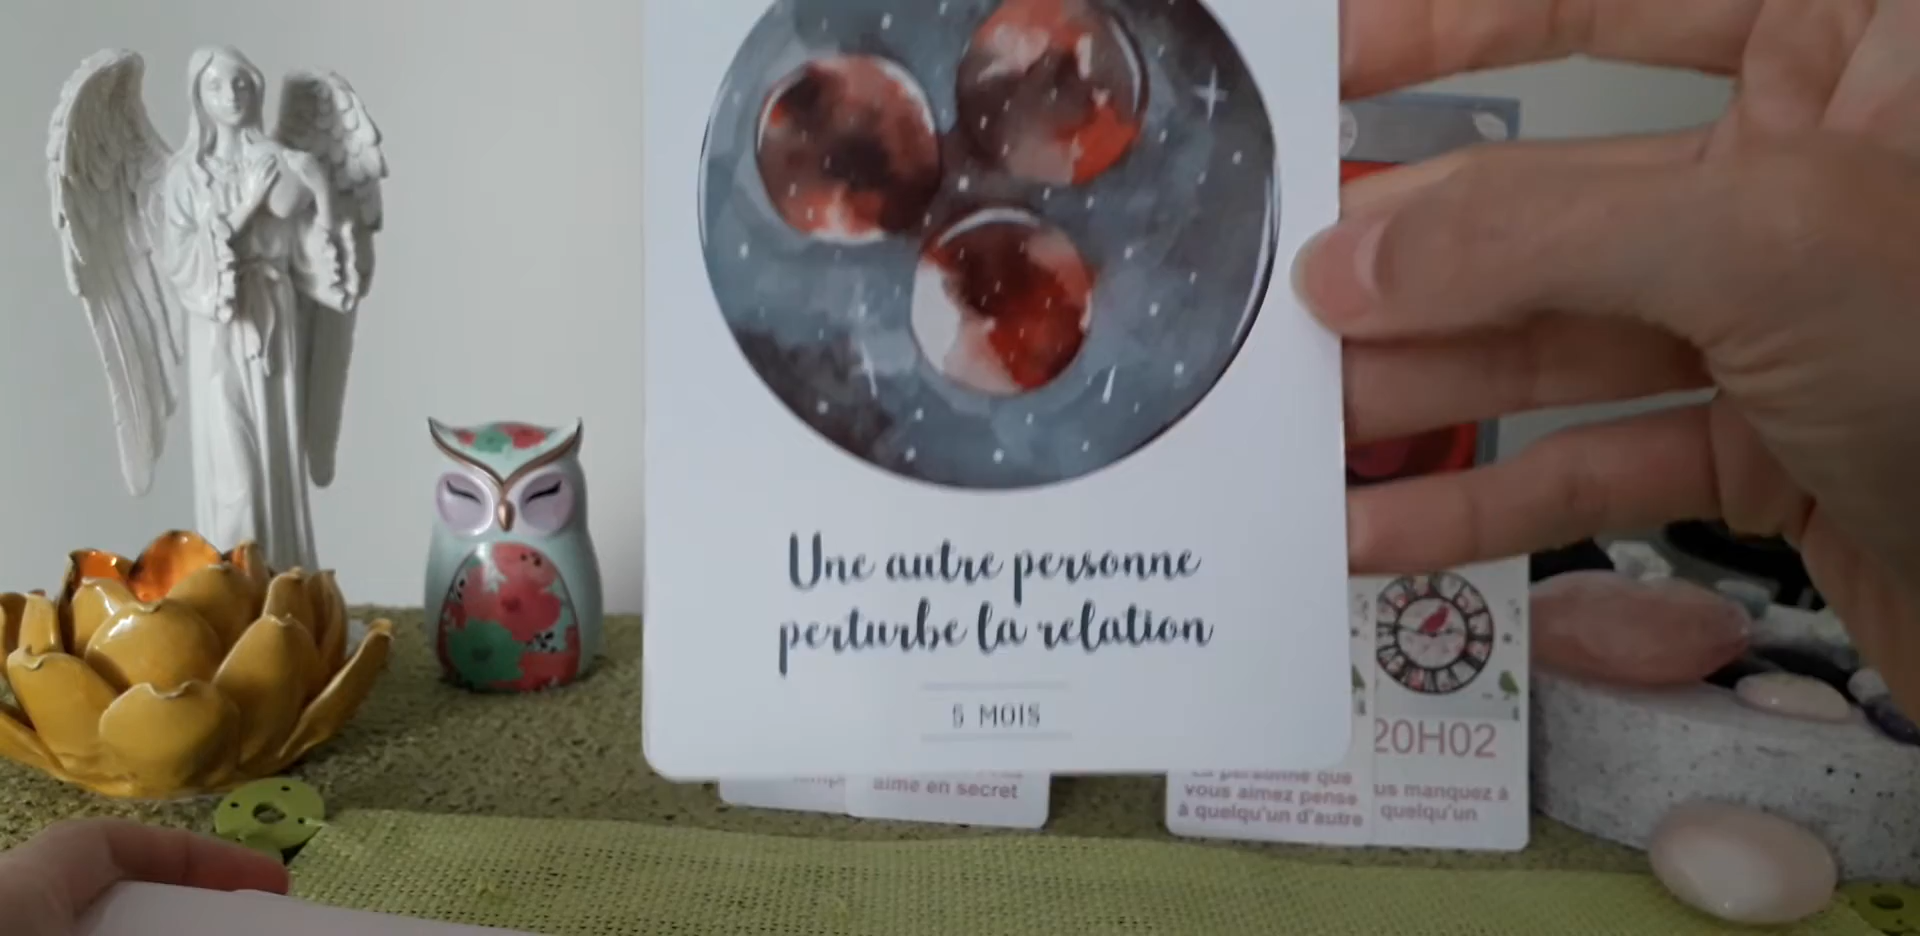 Une autre personne
perturbe la relation
5 MOIS
aime en secret
La personne que
vous aimez pense
à quelqu'un d'autre
20H02
us manquez à
quelqu'un